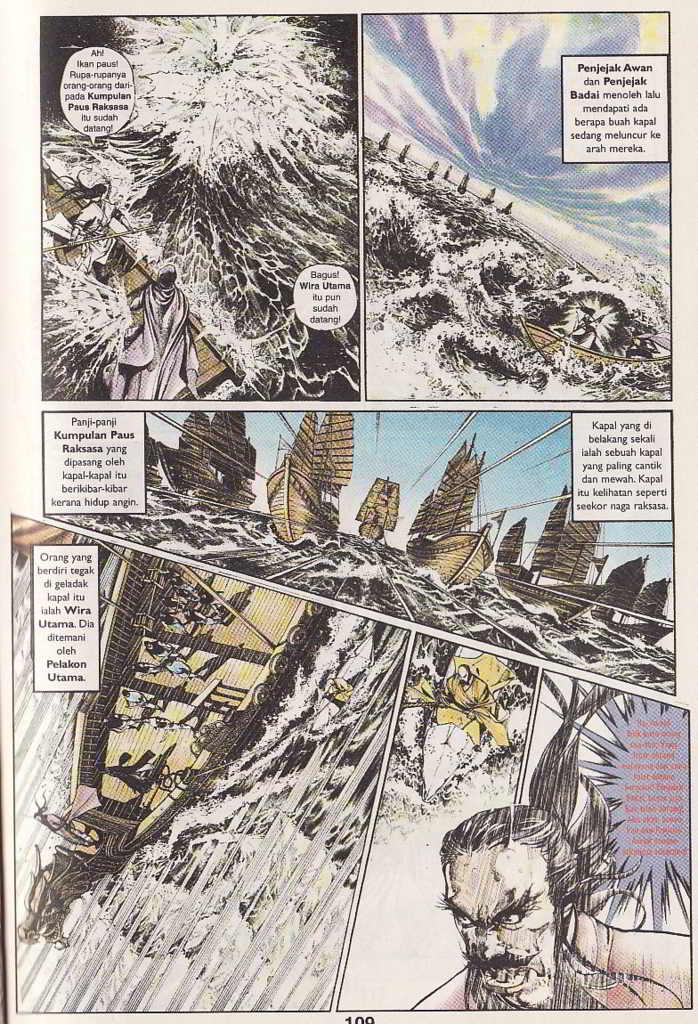 Ah!
Ikan paus!
Rupa-rupanya
orang-orang dari-
pada Kumpulan
Paus Raksasa
itu sudah
datang!
Bagus!
Wira Utama
itu pun
sudah
datang!
Penjejak Awan
dan Penjejak
Badai menoleh lalu
mendapati ada
berapa buah kapal
sedang meluncur ke
arah mereka.
Panji-panji
Kumpulan Paus
Raksasa yang
dipasang oleh
kapal-kapal itu
berikibar-kibar
kerana hidup angin.
Kapal yang di
belakang sekali
ialah sebuah kapal
yang paling cantik
dan mewah. Kapal
itu kelihatan seperti
seekor naga raksasa.
Orang yang
berdiri tegak
di geladak
kapal itu
ialah Wira
Utama. Dia
ditemani
oleh
Pelakon
Utama.
109